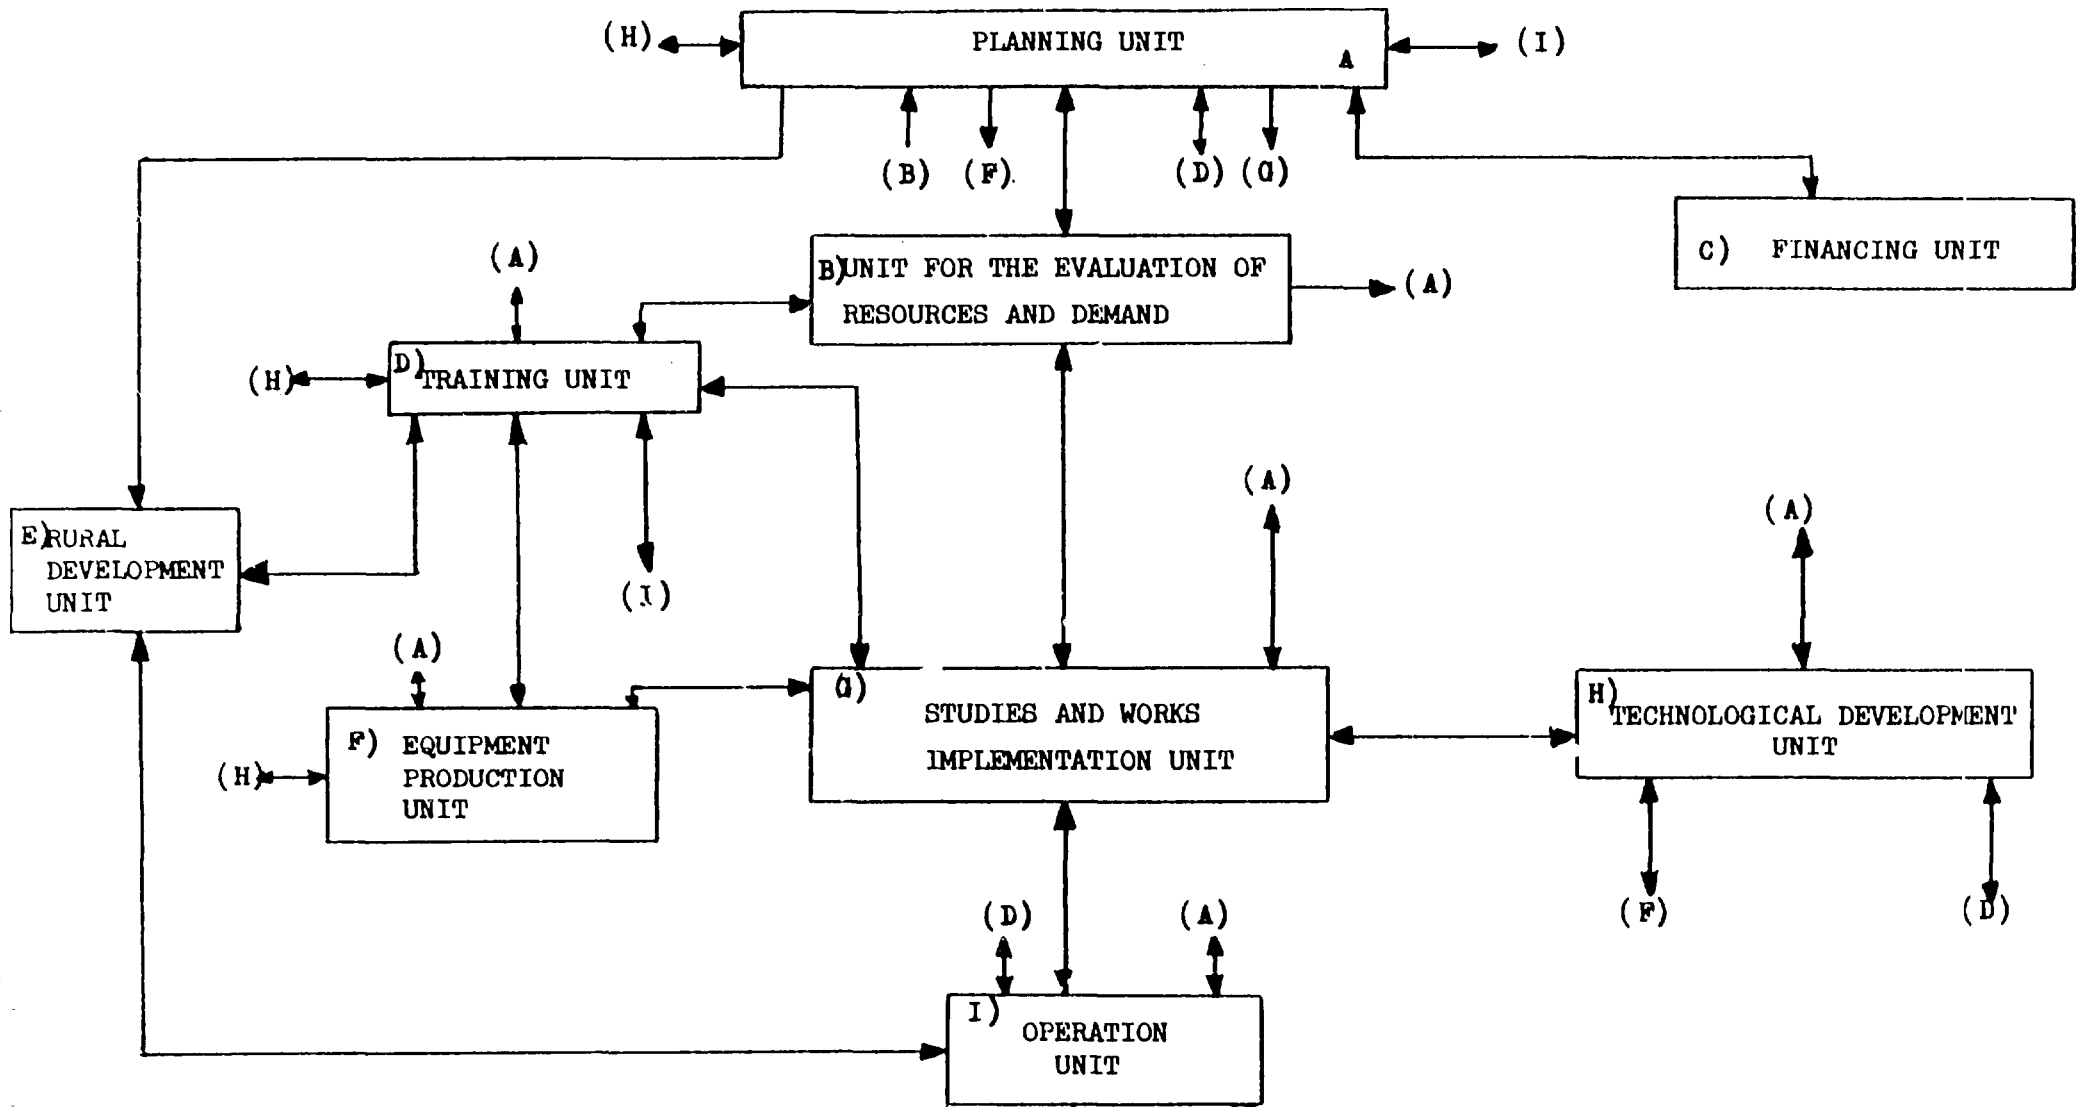 (H) PLANNING UNIT (I)
A
(B) (F). (D) (G)
(A)
B) UNIT FOR THE EVALUATION OF
RESOURCES AND DEMAND
(A)
C) FINANCING UNIT
(H) D) TRAINING UNIT
(A)
(A)
E) RURAL
DEVELOPMENT
UNIT
(I)
(A)
F) EQUIPMENT
PRODUCTION
UNIT
(H)
G)
STUDIES AND WORKS
IMPLEMENTATION UNIT
H) TECHNOLOGICAL DEVELOPMENT
UNIT
(D) (A) (F) (D)
I)
OPERATION
UNIT